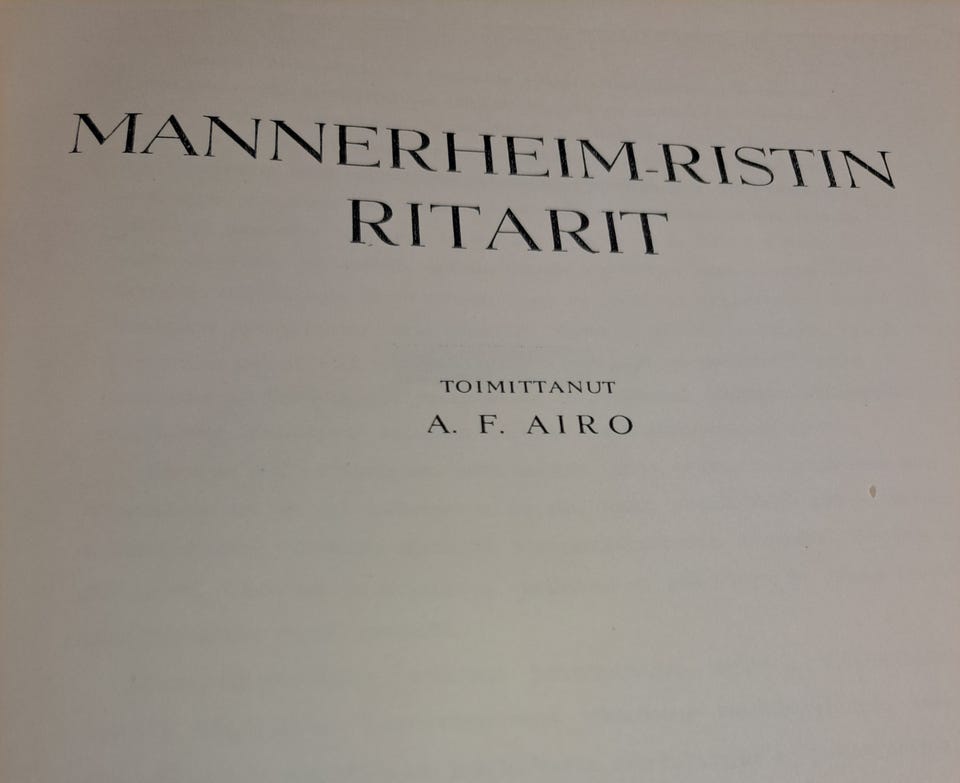 MANNERHEIM-RISTIN
RITARIT
TOIMITTANUT
A. F. AIRO